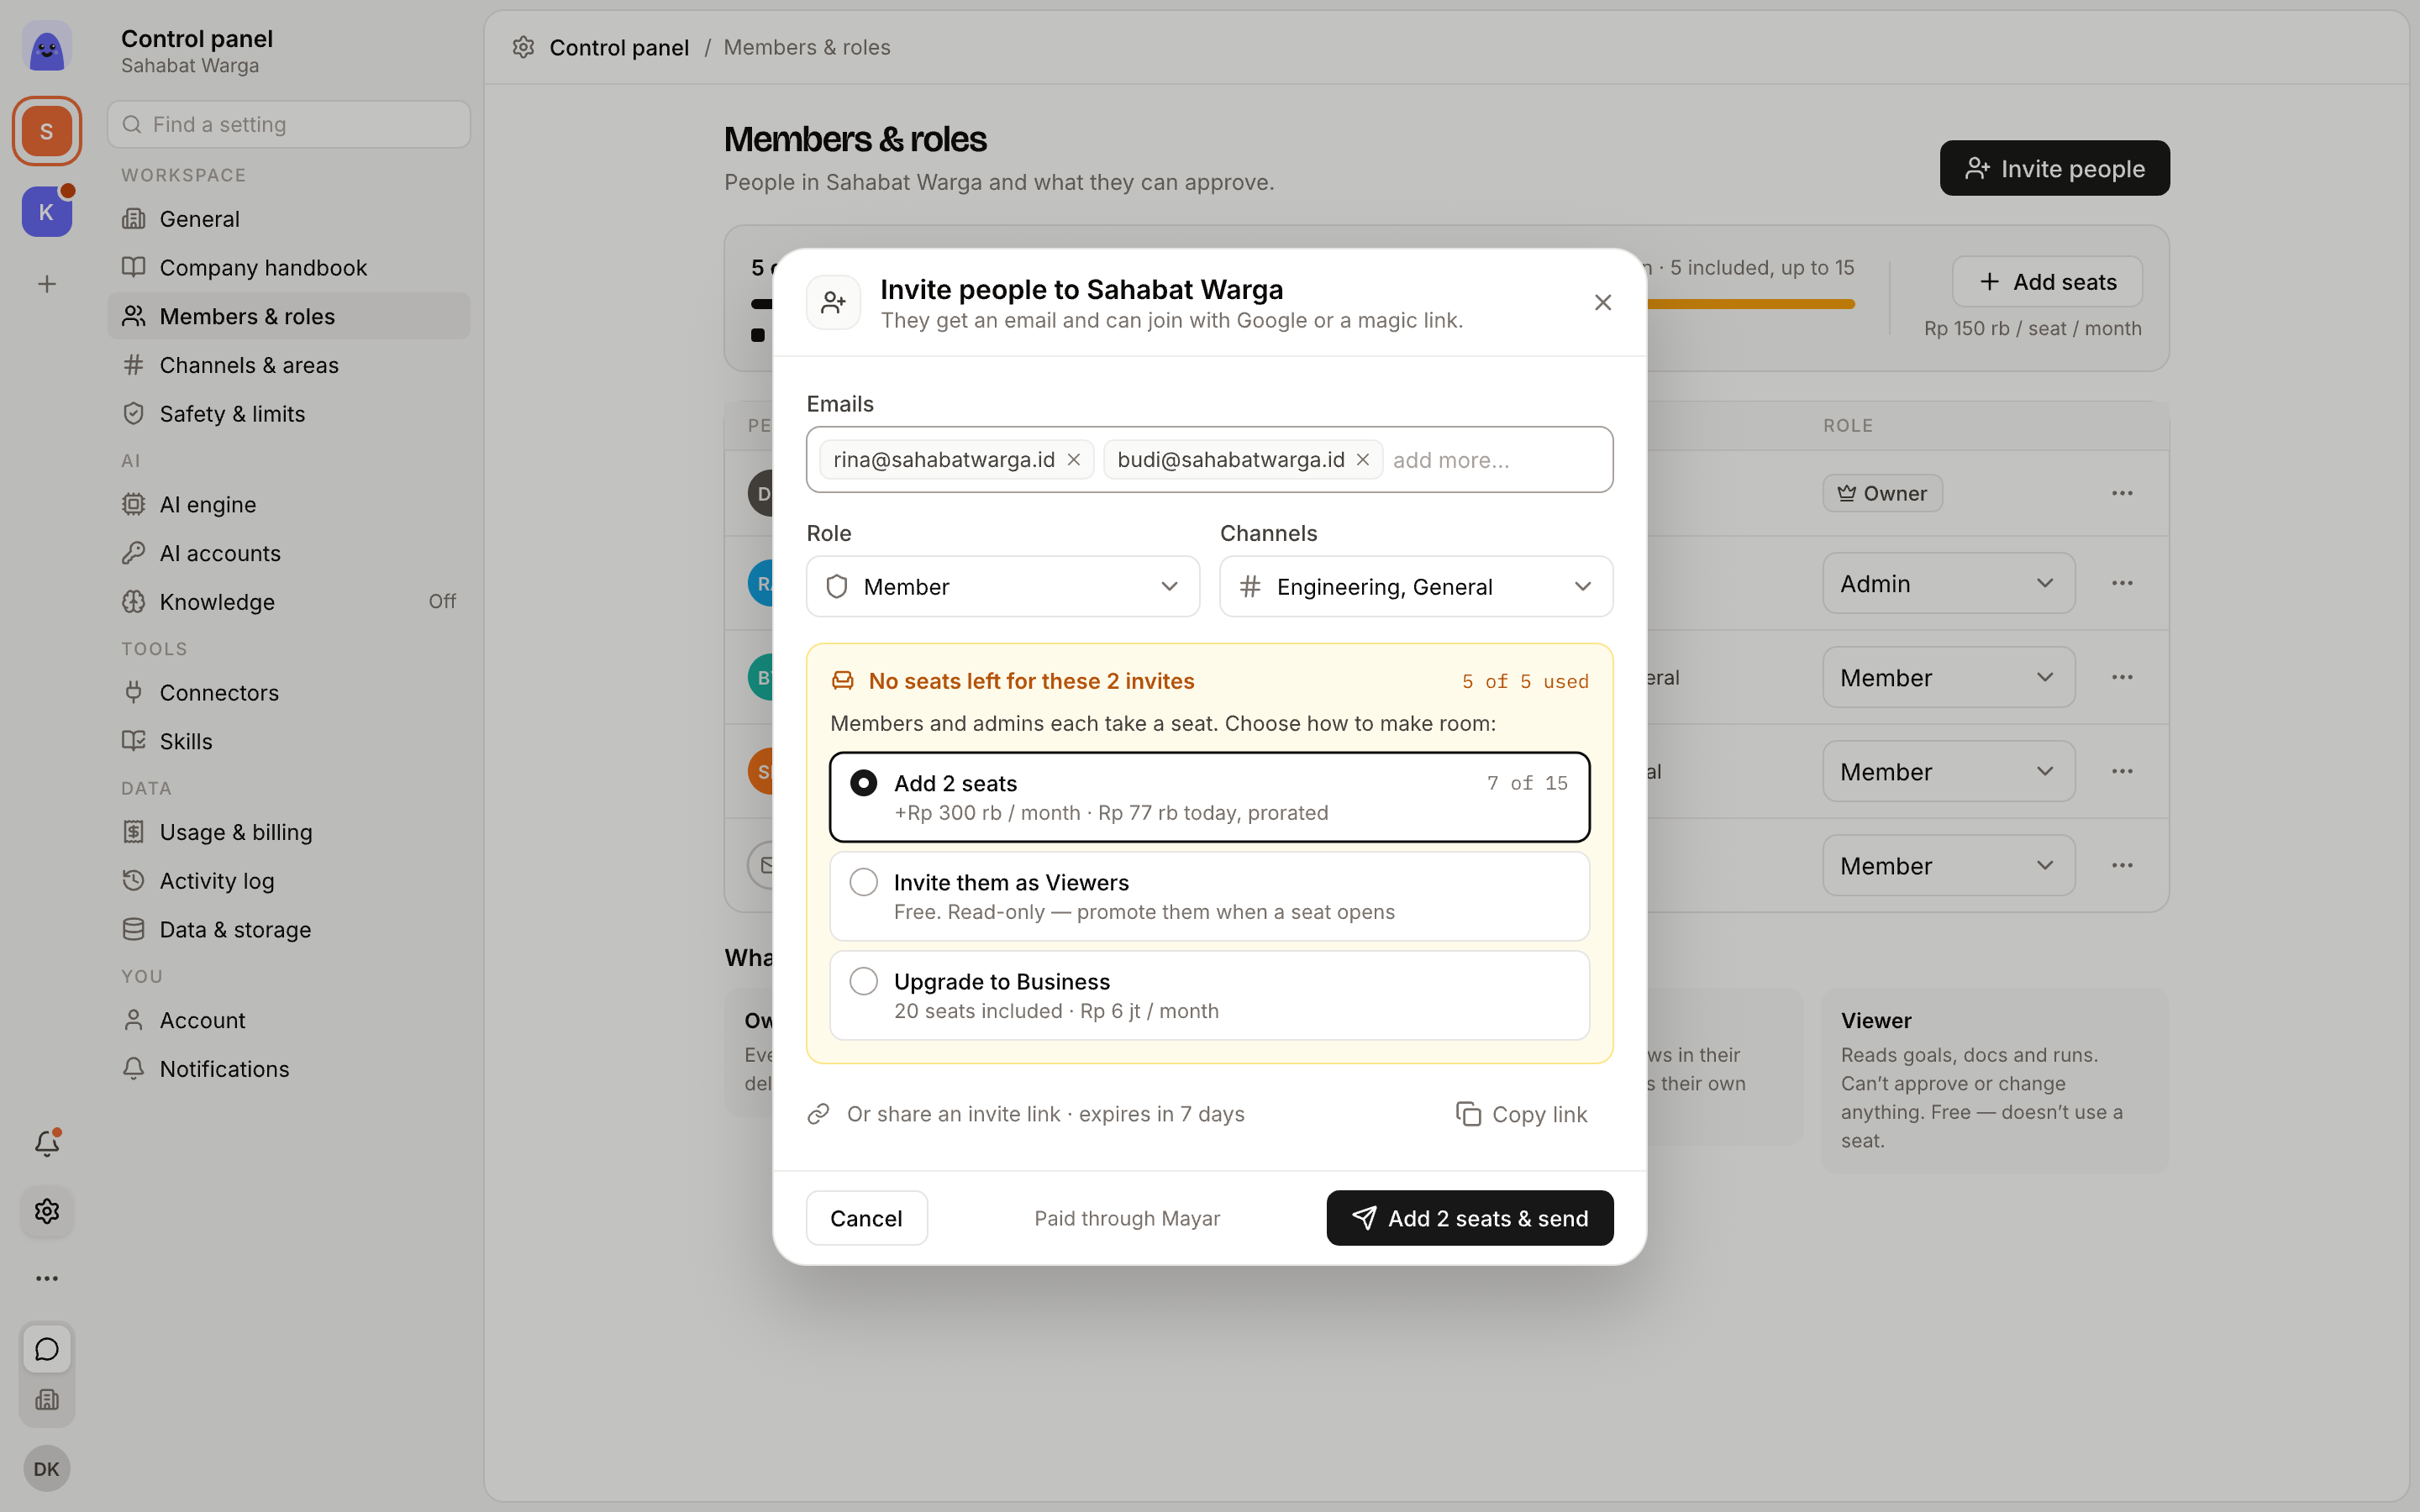 Control panel
Sahabat Warga
S
K
Find a setting
WORKSPACE
General
Company handbook
Members & roles
Channels & areas
Safety & limits
AI
AI engine
AI accounts
Knowledge Off
TOOLS
Connectors
Skills
DATA
Usage & billing
Activity log
Data & storage
YOU
Account
Notifications
DK
Control panel / Members & roles
Members & roles
People in Sahabat Warga and what they can approve.
Invite people
5
· 5 included, up to 15
Add seats
Rp 150 rb / seat / month
ROLE
Owner
Admin
Member
Member
Member
Viewer
Reads goals, docs and runs.
Can’t approve or change
anything. Free — doesn’t use a
seat.
Invite people to Sahabat Warga
They get an email and can join with Google or a magic link.
Emails
rina@sahabatwarga.id budi@sahabatwarga.id add more...
Role
Channels
Member
Engineering, General
No seats left for these 2 invites 5 of 5 used
Members and admins each take a seat. Choose how to make room:
Add 2 seats 7 of 15
+Rp 300 rb / month · Rp 77 rb today, prorated
Invite them as Viewers
Free. Read-only — promote them when a seat opens
Upgrade to Business
20 seats included · Rp 6 jt / month
Or share an invite link · expires in 7 days Copy link
Cancel
Paid through Mayar
Add 2 seats & send